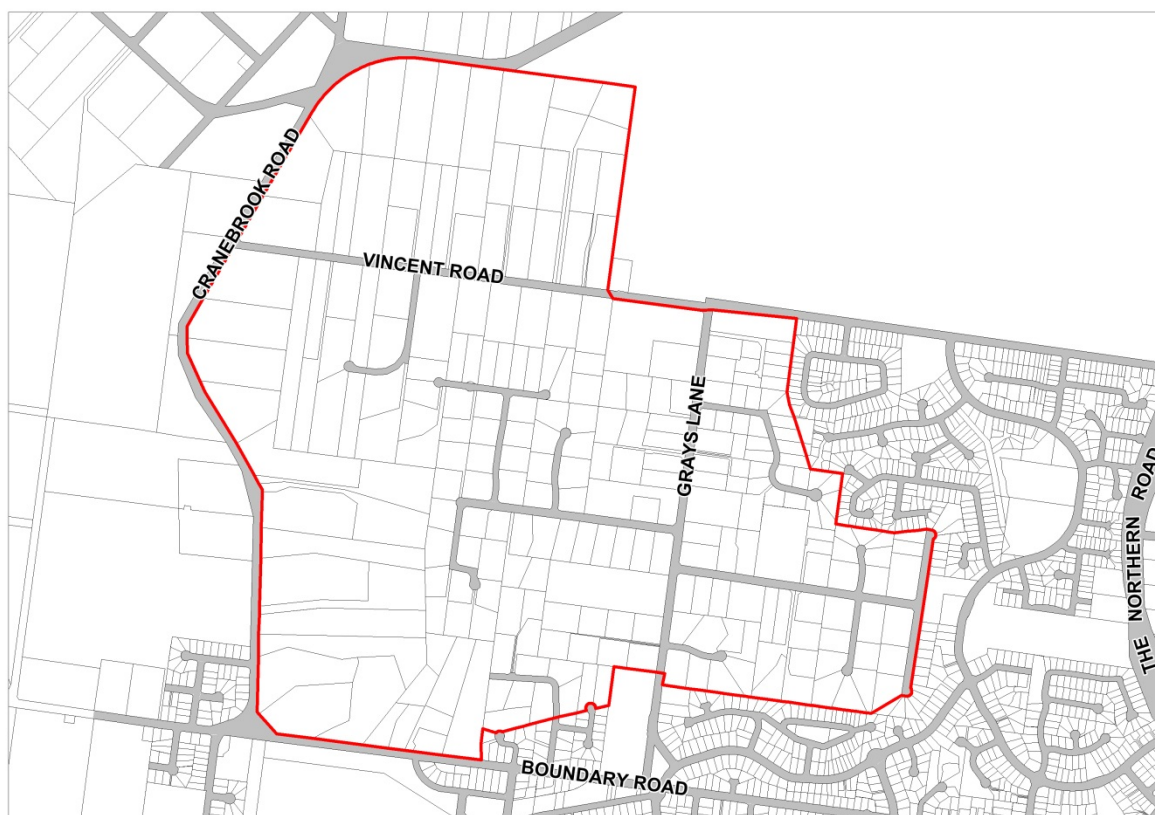 CRANEBROOK ROAD
VINCENT ROAD
GRAYS LANE
THE NORTHERN ROAD
BOUNDARY ROAD